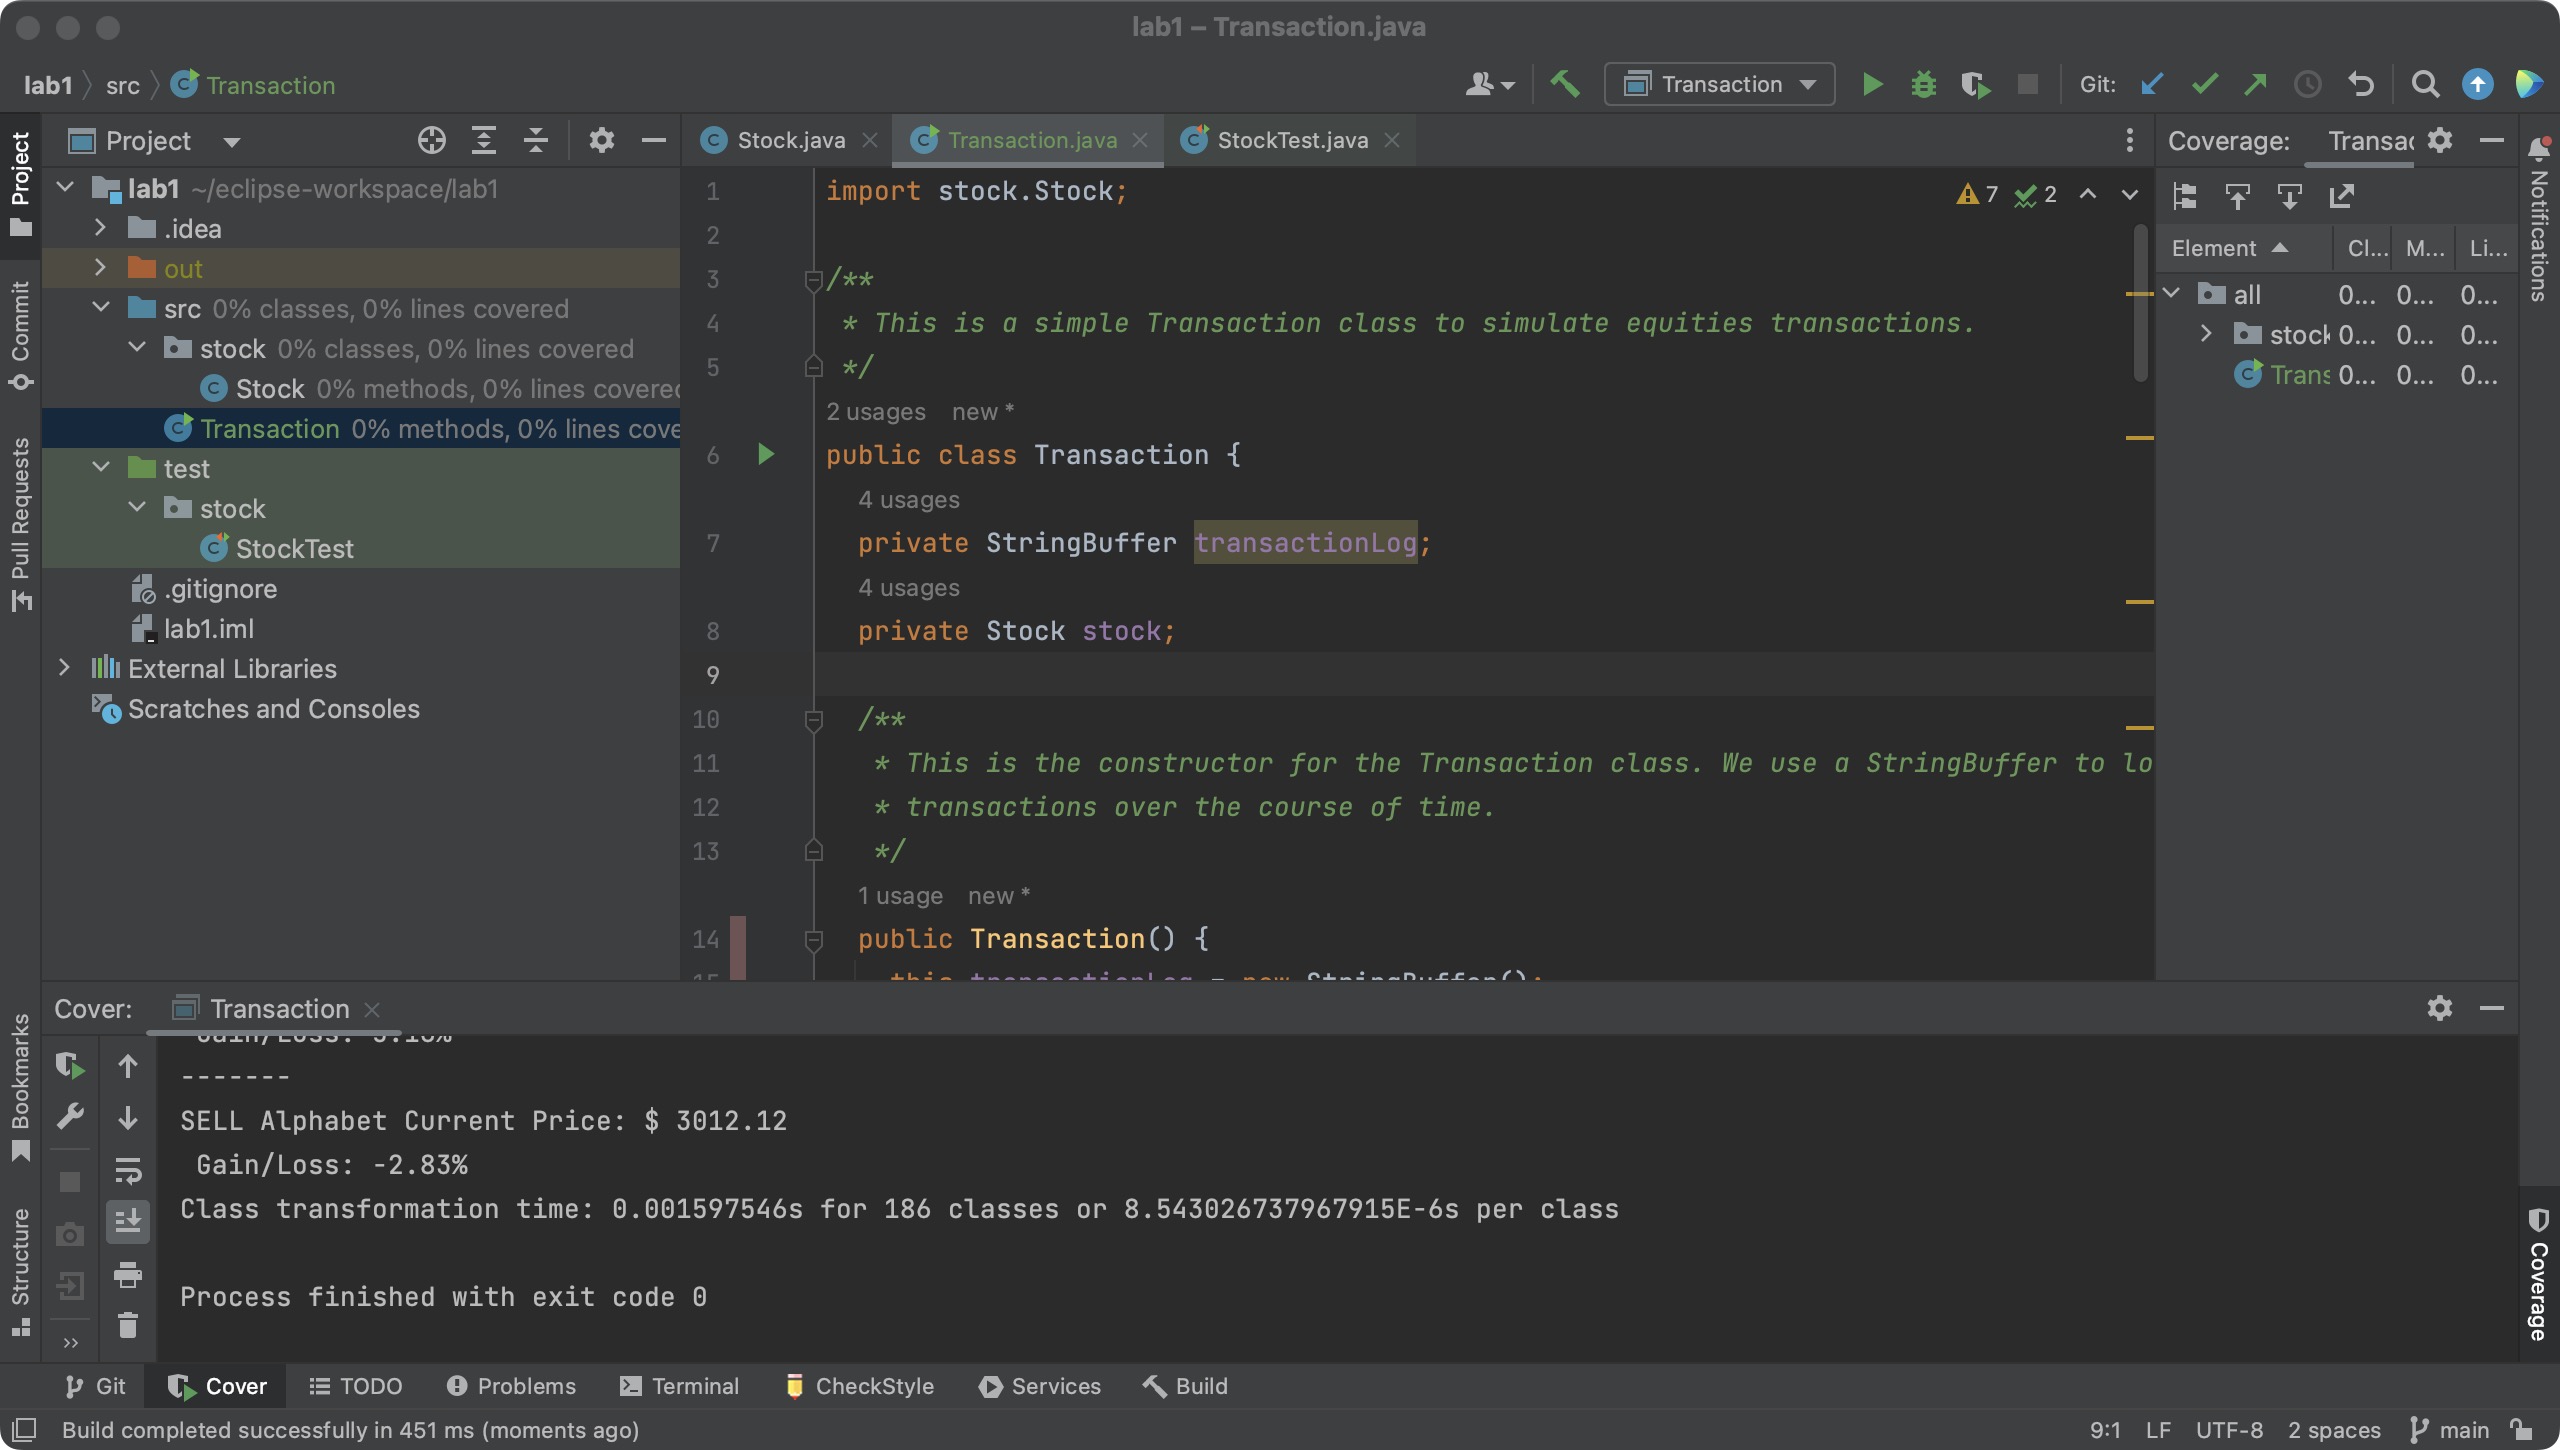 lab1 – Transaction.java
lab1 src Transaction
Transaction Git:
Project
Commit
Pull Requests
Bookmarks
Structure
Project
lab1 ~/eclipse-workspace/lab1
.idea
out
src 0% classes, 0% lines covered
stock 0% classes, 0% lines covered
Stock 0% methods, 0% lines covered
Transaction 0% methods, 0% lines cove
test
stock
StockTest
.gitignore
lab1.iml
External Libraries
Scratches and Consoles
Stock.java Transaction.java StockTest.java
7 2
1 import stock.Stock;
2
3 /**
4 * This is a simple Transaction class to simulate equities transactions.
5 */
2 usages new *
6 public class Transaction {
4 usages
7 private StringBuffer transactionLog;
4 usages
8 private Stock stock;
9
10 /**
11 * This is the constructor for the Transaction class. We use a StringBuffer to lo
12 * transactions over the course of time.
13 */
1 usage new *
14 public Transaction() {
15 this.transactionLog = new StringBuffer();
Coverage: Transac
Element Cl... M... Li...
all 0... 0... 0...
stock 0... 0... 0...
Trans 0... 0... 0...
Notifications
Coverage
Cover: Transaction
-------
SELL Alphabet Current Price: $ 3012.12
Gain/Loss: -2.83%
Class transformation time: 0.001597546s for 186 classes or 8.543026737967915E-6s per class
Process finished with exit code 0
Git Cover TODO Problems Terminal CheckStyle Services Build
Build completed successfully in 451 ms (moments ago) 9:1 LF UTF-8 2 spaces main